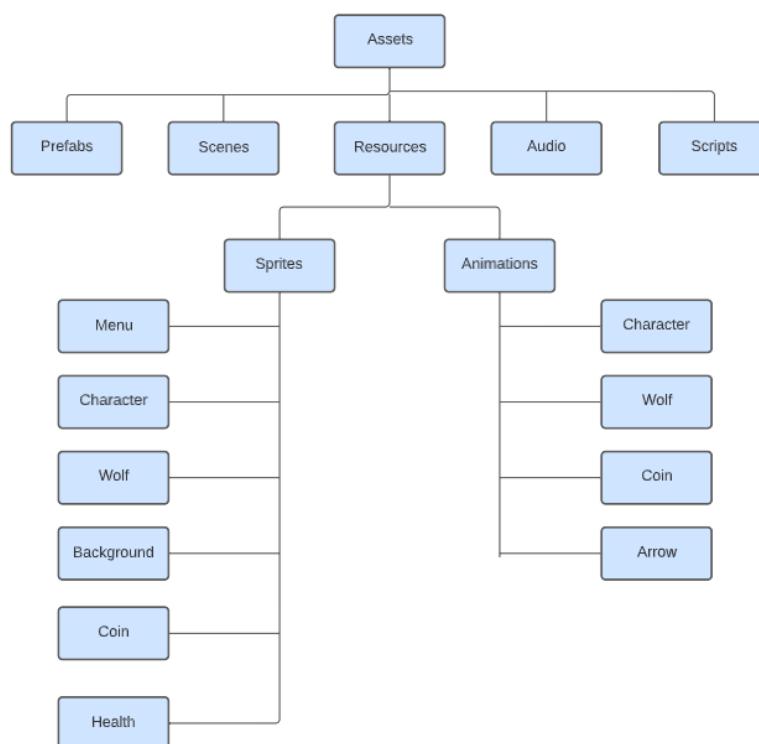 Assets
Prefabs
Scenes
Resources
Audio
Scripts
Sprites
Animations
Menu
Character
Character
Wolf
Wolf
Coin
Background
Arrow
Coin
Health